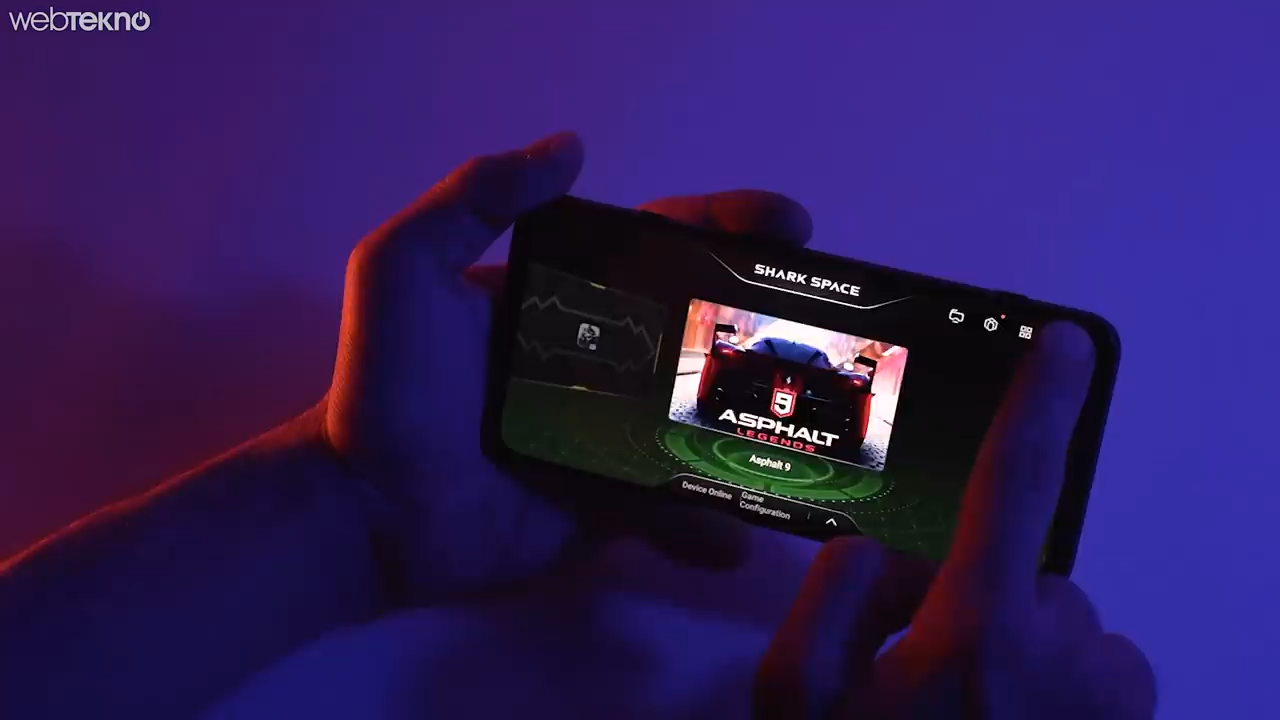 webTEKNO
SHARK SPACE
9
ASPHALT
LEGENDS
Asphalt 9
Device Online
Game
Configuration